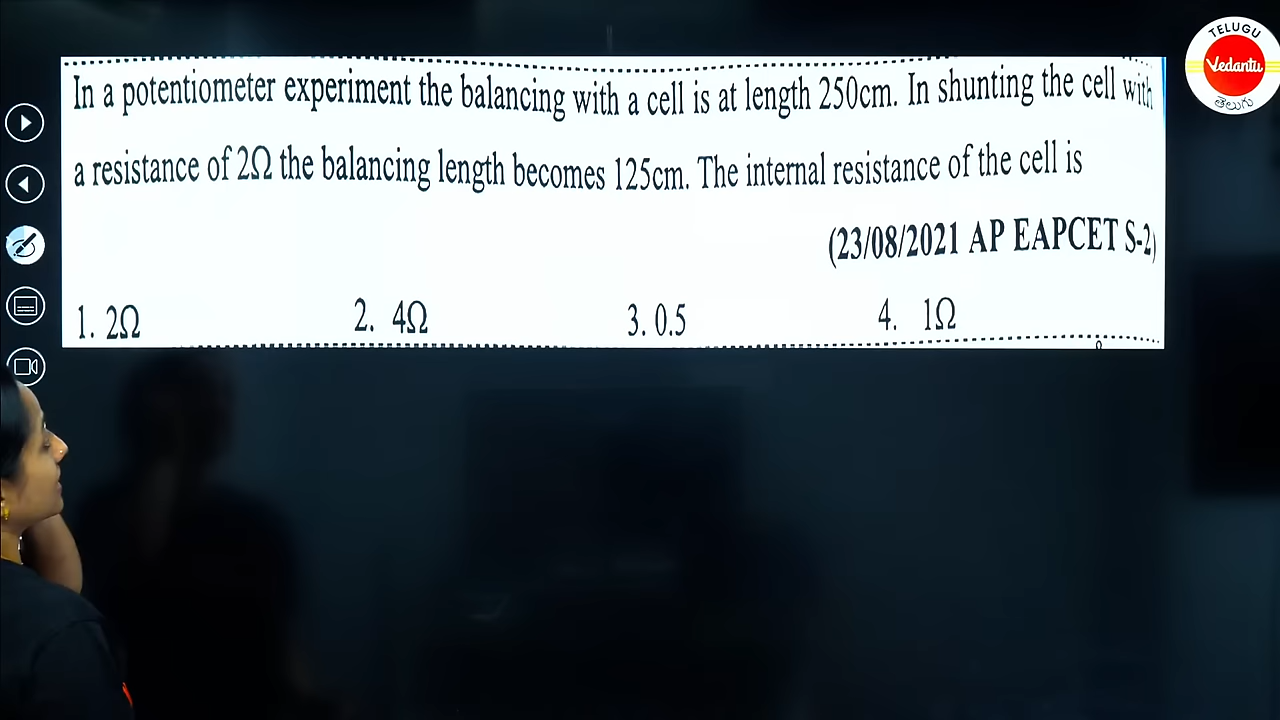 TELUGU
Vedantu
తెలుగు
In a potentiometer experiment the balancing with a cell is at length 250cm. In shunting the cell with
a resistance of 2Ω the balancing length becomes 125cm. The internal resistance of the cell is
(23/08/2021 AP EAPCET S-2)
1. 2Ω 2. 4Ω 3. 0.5 4. 1Ω